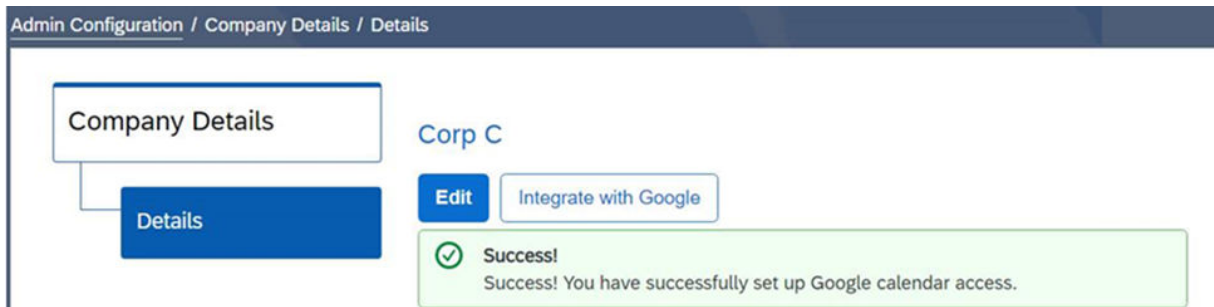 Admin Configuration / Company Details / Details
Company Details
Details
Corp C
Edit
Integrate with Google
Success!
Success! You have successfully set up Google calendar access.